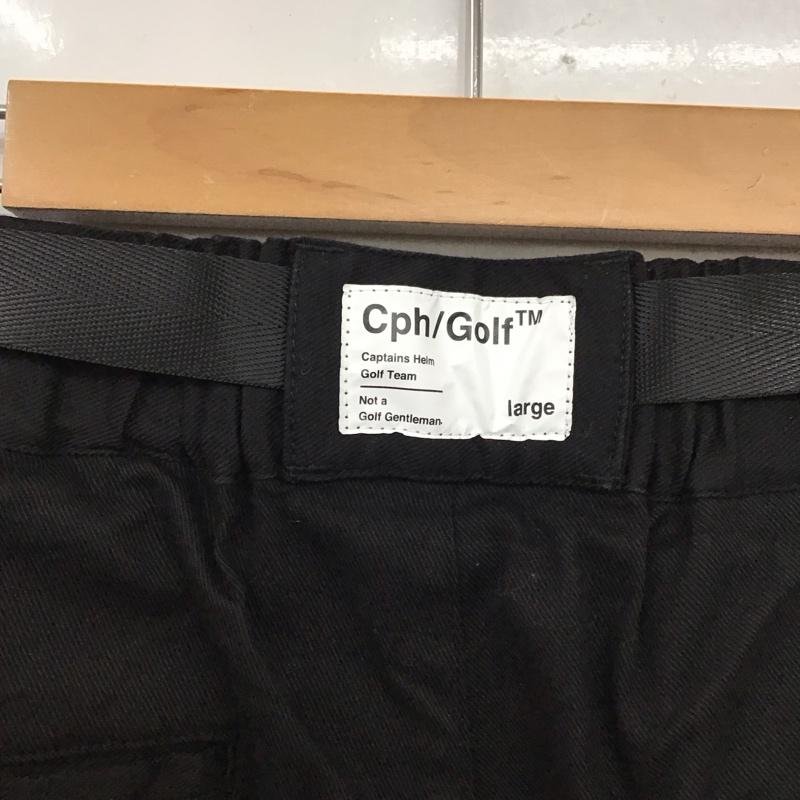 Cph/Golf™
Captains Helm
Golf Team
Not a
Golf Gentleman.
large